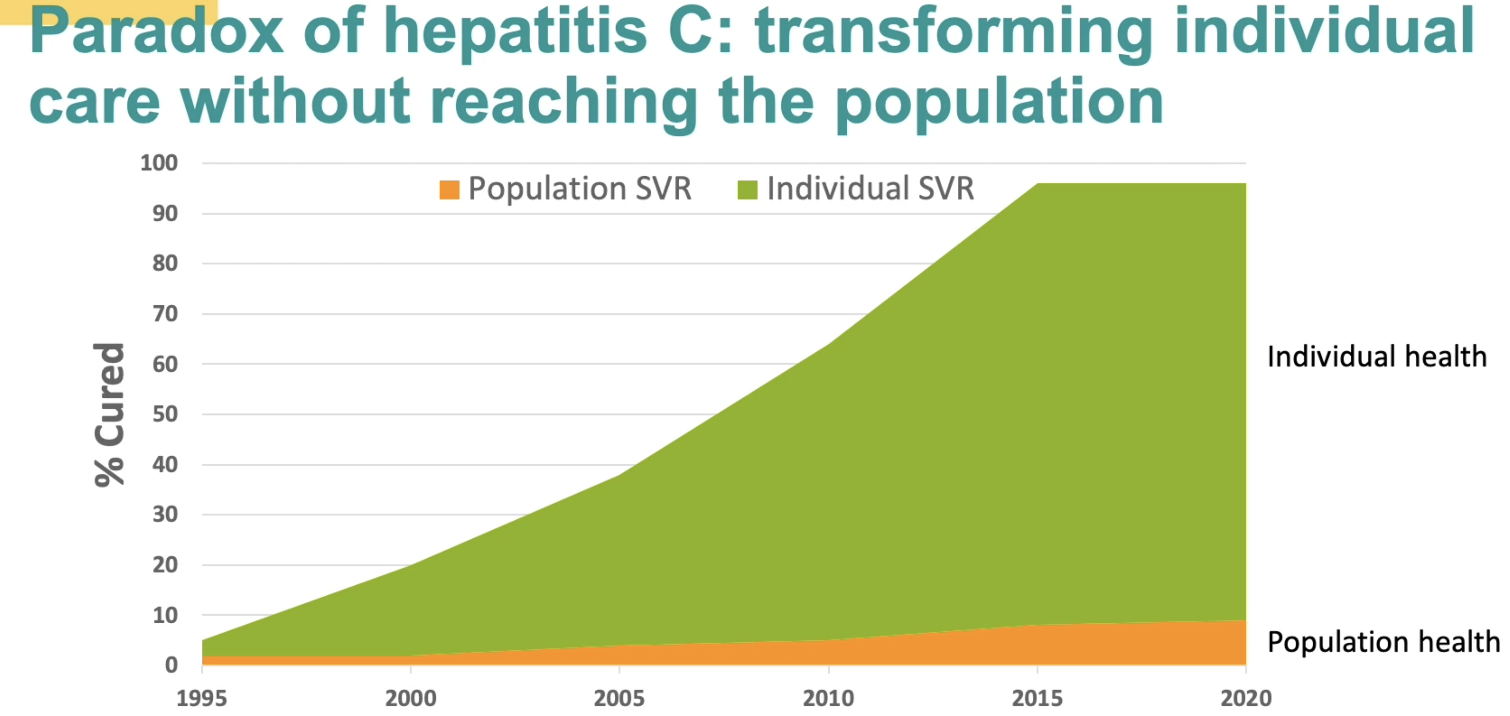 Paradox of hepatitis C: transforming individual
care without reaching the population
100
90
80
70
60
50
40
30
20
10
0
% Cured
Population SVR
Individual SVR
Individual health
Population health
1995
2000
2005
2010
2015
2020